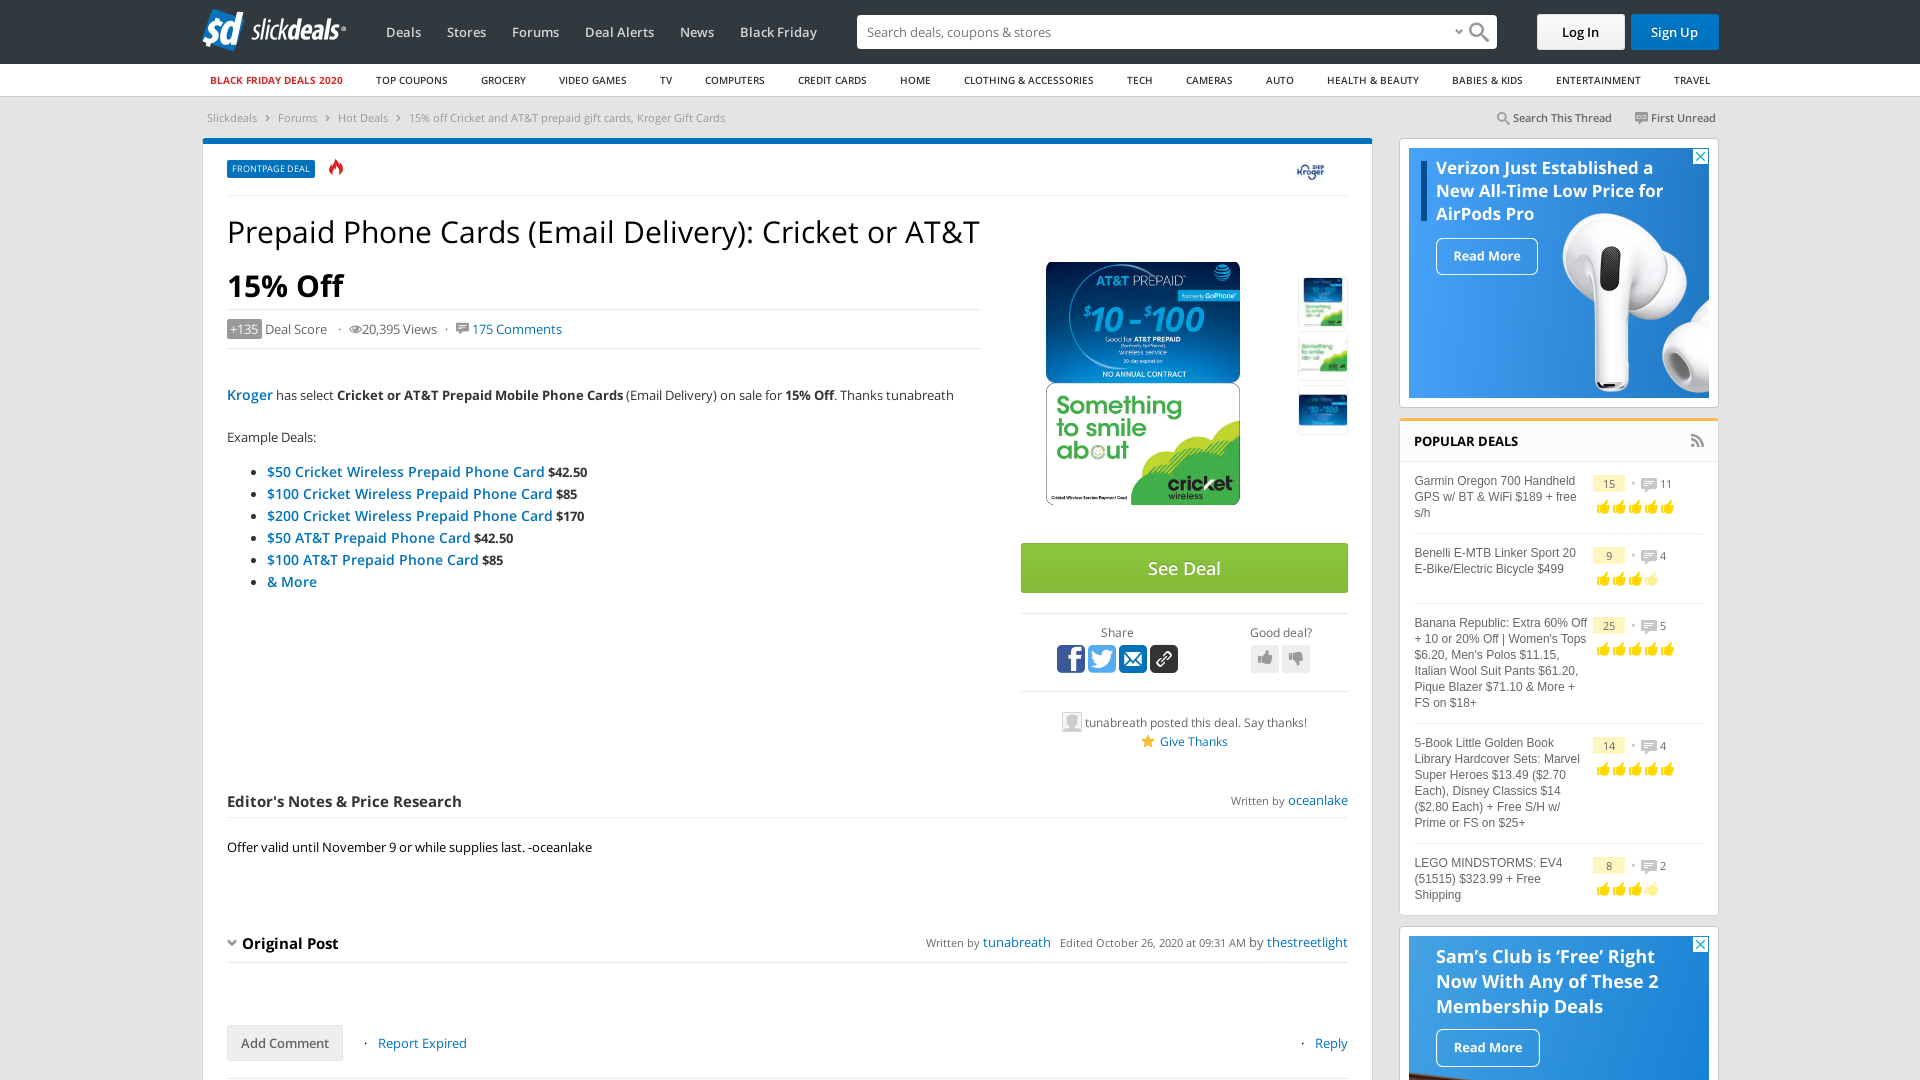 sd slickdeals
Deals Stores Forums Deal Alerts News Black Friday
Search deals, coupons & stores
Log In Sign Up
BLACK FRIDAY DEALS 2020 TOP COUPONS GROCERY VIDEO GAMES TV COMPUTERS CREDIT CARDS HOME CLOTHING & ACCESSORIES TECH CAMERAS AUTO HEALTH & BEAUTY BABIES & KIDS ENTERTAINMENT TRAVEL
Slickdeals › Forums › Hot Deals › 15% off Cricket and AT&T prepaid gift cards, Kroger Gift Cards
Search This Thread First Unread
FRONTPAGE DEAL
Kroger SHIP
Prepaid Phone Cards (Email Delivery): Cricket or AT&T
15% Off
+135 Deal Score · 20,395 Views · 175 Comments
Kroger has select Cricket or AT&T Prepaid Mobile Phone Cards (Email Delivery) on sale for 15% Off. Thanks tunabreath
Example Deals:
• $50 Cricket Wireless Prepaid Phone Card $42.50
• $100 Cricket Wireless Prepaid Phone Card $85
• $200 Cricket Wireless Prepaid Phone Card $170
• $50 AT&T Prepaid Phone Card $42.50
• $100 AT&T Prepaid Phone Card $85
• & More
AT&T PREPAID
formerly GoPhone
$10 - $100
Good for AT&T PREPAID
(formerly GoPhone)
wireless service
30-day expiration
NO ANNUAL CONTRACT
Something
to smile
about
cricket
wireless
Cricket Wireless Service Payment Card
See Deal
Share
Good deal?
tunabreath posted this deal. Say thanks!
Give Thanks
Editor's Notes & Price Research
Written by oceanlake
Offer valid until November 9 or while supplies last. -oceanlake
Original Post
Written by tunabreath Edited October 26, 2020 at 09:31 AM by thestreetlight
Add Comment · Report Expired
· Reply
Verizon Just Established a
New All-Time Low Price for
AirPods Pro
Read More
POPULAR DEALS
Garmin Oregon 700 Handheld
GPS w/ BT & WiFi $189 + free
s/h
15 • 11
Benelli E-MTB Linker Sport 20
E-Bike/Electric Bicycle $499
9 • 4
Banana Republic: Extra 60% Off
+ 10 or 20% Off | Women's Tops
$6.20, Men's Polos $11.15,
Italian Wool Suit Pants $61.20,
Pique Blazer $71.10 & More +
FS on $18+
25 • 5
5-Book Little Golden Book
Library Hardcover Sets: Marvel
Super Heroes $13.49 ($2.70
Each), Disney Classics $14
($2.80 Each) + Free S/H w/
Prime or FS on $25+
14 • 4
LEGO MINDSTORMS: EV4
(51515) $323.99 + Free
Shipping
8 • 2
Sam's Club is 'Free' Right
Now With Any of These 2
Membership Deals
Read More